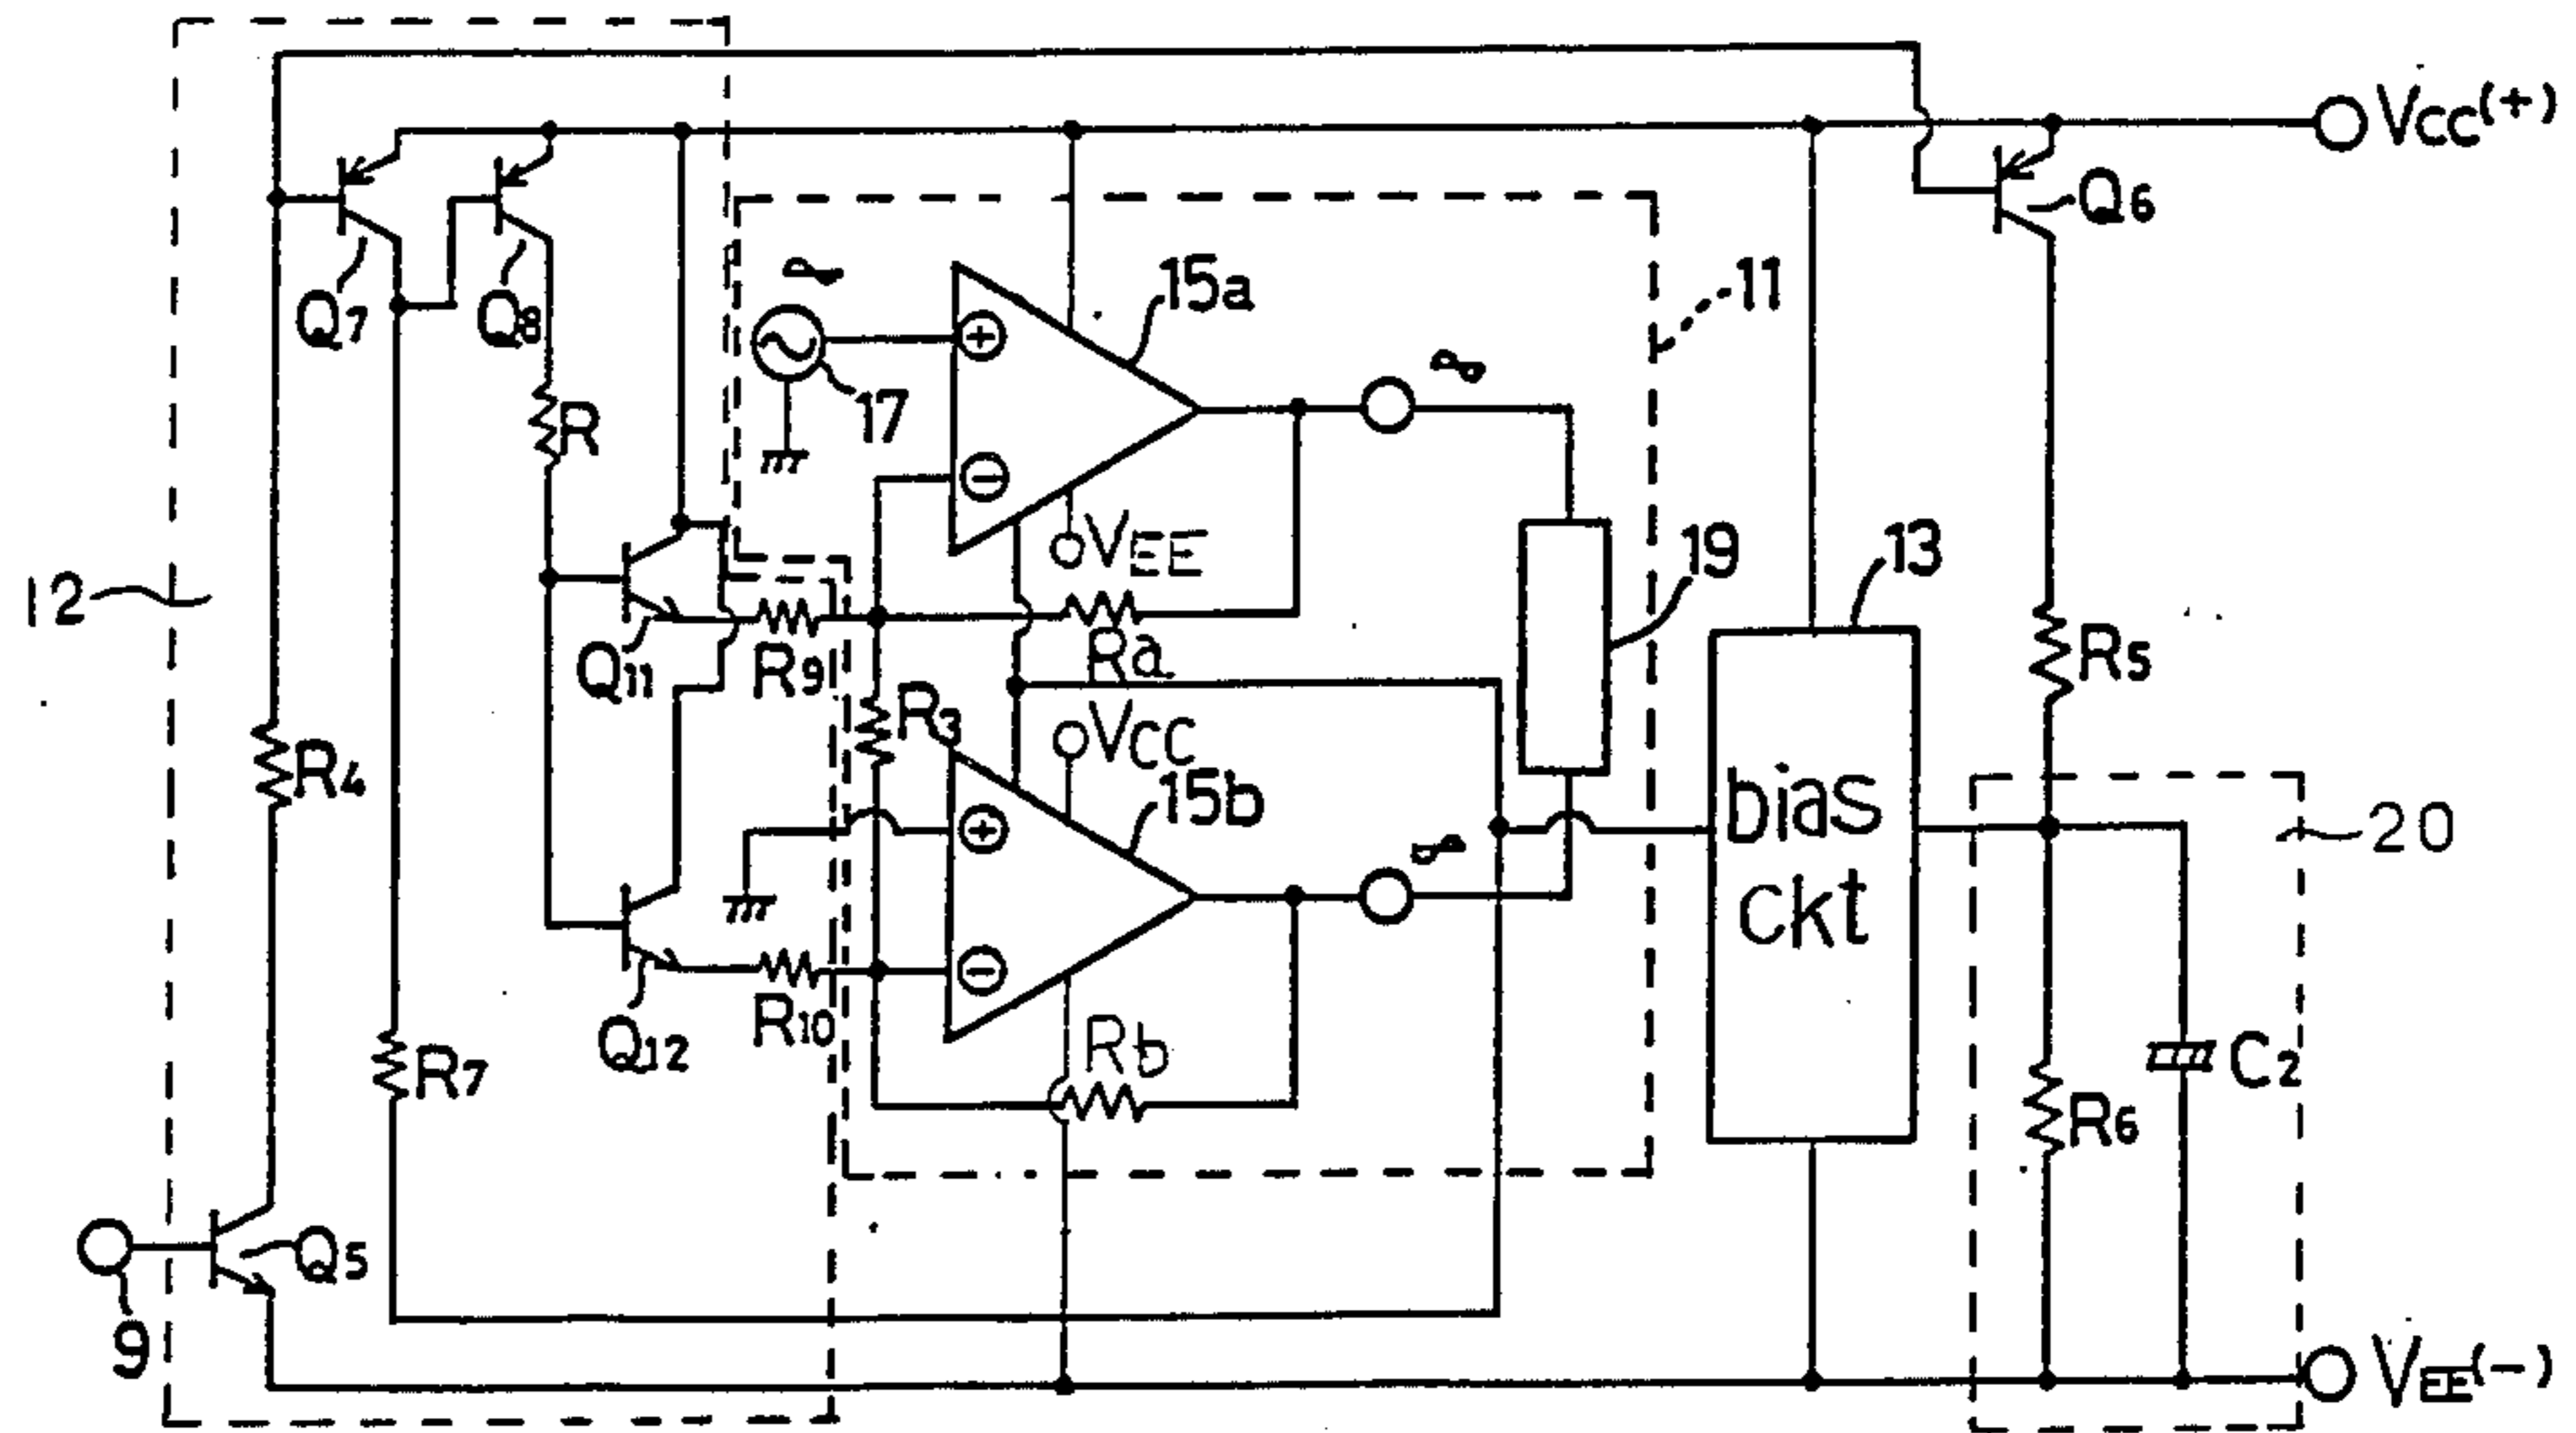 VCC(+)
Q6
Q7
Q8
15a
11
17
R
VEE
19
13
12
Q11
R9
Ra
R3
VCC
R5
R4
15b
bias
ckt
20
Q12
R10
Rb
R7
R6
C2
Q5
9
VEE(-)
+
-
+
-